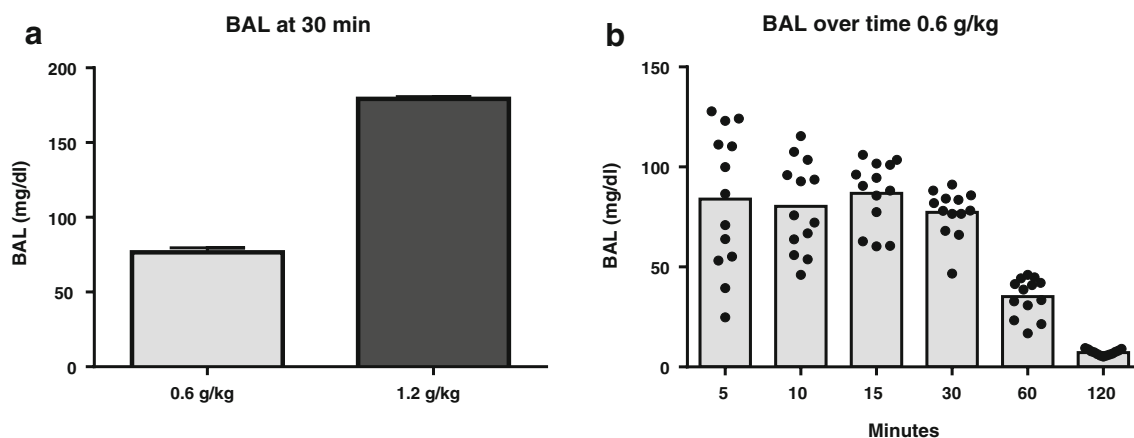 a
BAL at 30 min
BAL (mg/dl)
200
150
100
50
0
0.6 g/kg
1.2 g/kg
b
BAL over time 0.6 g/kg
BAL (mg/dl)
150
100
50
0
5
10
15
30
60
120
Minutes